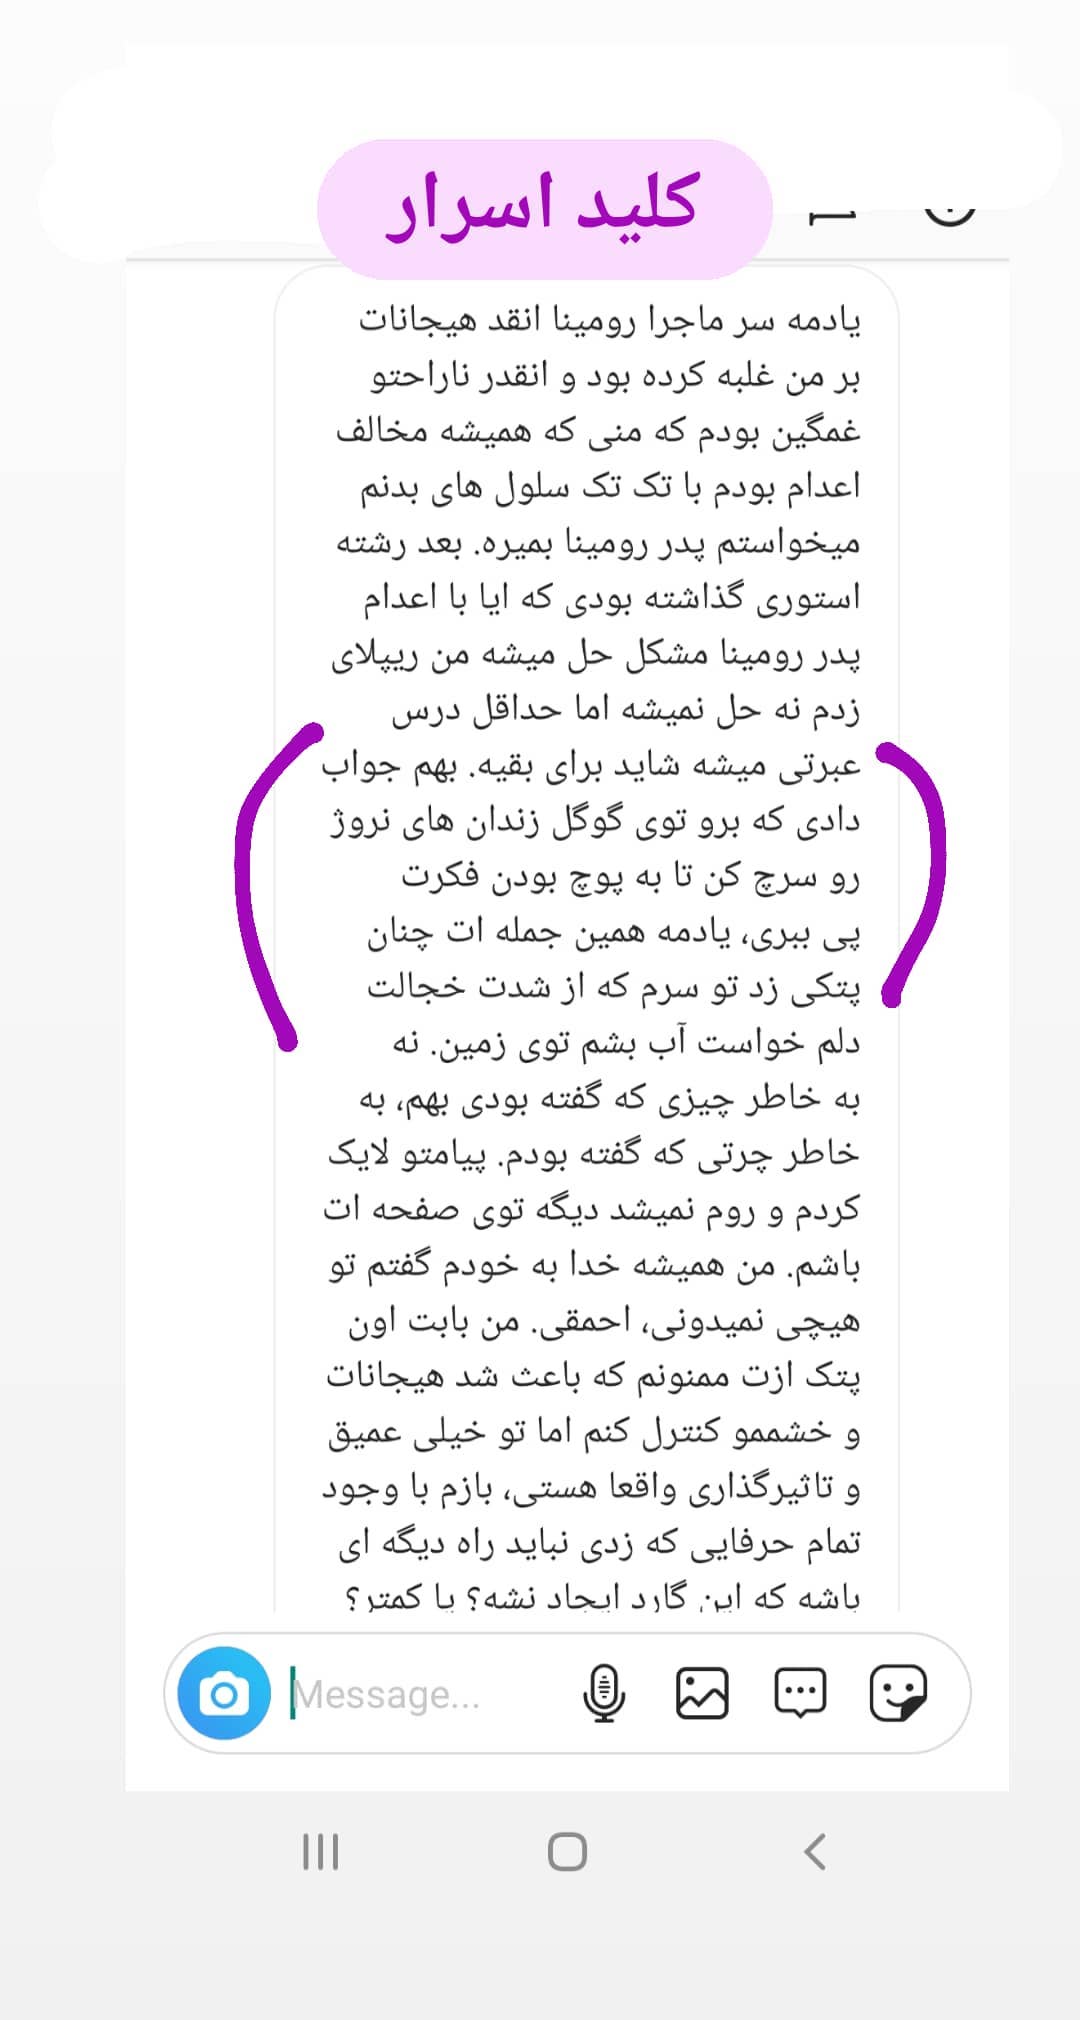 کلید اسرار
یادمه سر ماجرا رومینا انقد هیجانات
بر من غلبه کرده بود و انقدر ناراحتو
غمگین بودم که منی که همیشه مخالف
اعدام بودم با تک تک سلول های بدنم
میخواستم پدر رومینا بمیره. بعد رشته
استوری گذاشته بودی که ایا با اعدام
پدر رومینا مشکل حل میشه من ریپلای
زدم نه حل نمیشه اما حداقل درس
عبرتی میشه شاید برای بقیه. بهم جواب
دادی که برو توی گوگل زندان های نروژ
رو سرچ کن تا به پوچ بودن فکرت
پی ببری، یادمه همین جمله ات چنان
پتکی زد تو سرم که از شدت خجالت
دلم خواست آب بشم توی زمین. نه
به خاطر چیزی که گفته بودی بهم، به
خاطر چرتی که گفته بودم. پیامتو لایک
کردم و روم نمیشد دیگه توی صفحه ات
باشم. من همیشه خدا به خودم گفتم تو
هیچی نمیدونی، احمقی. من بابت اون
پتک ازت ممنونم که باعث شد هیجانات
و خشممو کنترل کنم اما تو خیلی عمیق
و تاثیرگذاری واقعا هستی، بازم با وجود
تمام حرفایی که زدی نباید راه دیگه ای
باشه که این گارد ایجاد نشه؟ یا کمتر؟
Message...